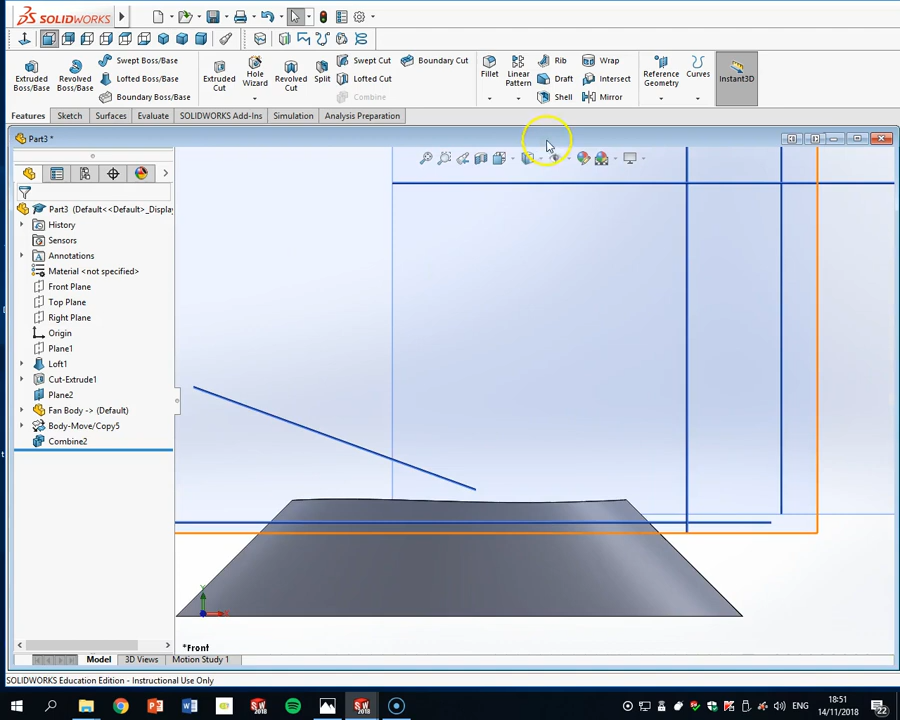 SOLIDWORKS
Extruded Boss/Base
Revolved Boss/Base
Swept Boss/Base
Lofted Boss/Base
Boundary Boss/Base
Extruded Cut
Hole Wizard
Revolved Cut
Split
Swept Cut
Lofted Cut
Combine
Boundary Cut
Fillet
Linear Pattern
Rib
Draft
Shell
Wrap
Intersect
Mirror
Reference Geometry
Curves
Instant3D
Features
Sketch
Surfaces
Evaluate
SOLIDWORKS Add-Ins
Simulation
Analysis Preparation
Part3 *
Part3 (Default<<Default>_Displa
History
Sensors
Annotations
Material <not specified>
Front Plane
Top Plane
Right Plane
Origin
Plane1
Loft1
Cut-Extrude1
Plane2
Fan Body -> (Default)
Body-Move/Copy5
Combine2
Y
*Front
Model
3D Views
Motion Study 1
SOLIDWORKS Education Edition - Instructional Use Only
ENG
18:51
14/11/2018
22